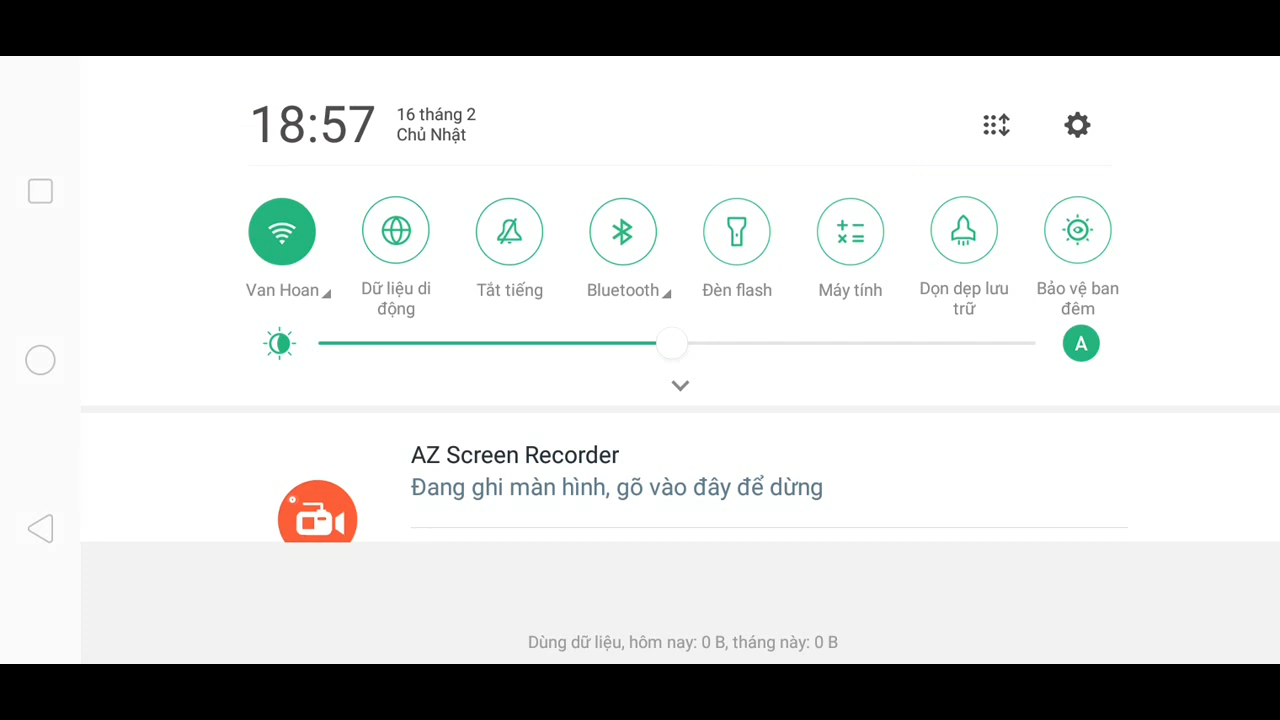 18:57
16 tháng 2
Chủ Nhật
Van Hoan
Dữ liệu di
động
Tắt tiếng
Bluetooth
Đèn flash
Máy tính
Dọn dẹp lưu
trữ
Bảo vệ ban
đêm
A
AZ Screen Recorder
Đang ghi màn hình, gõ vào đây để dừng
Dùng dữ liệu, hôm nay: 0 B, tháng này: 0 B